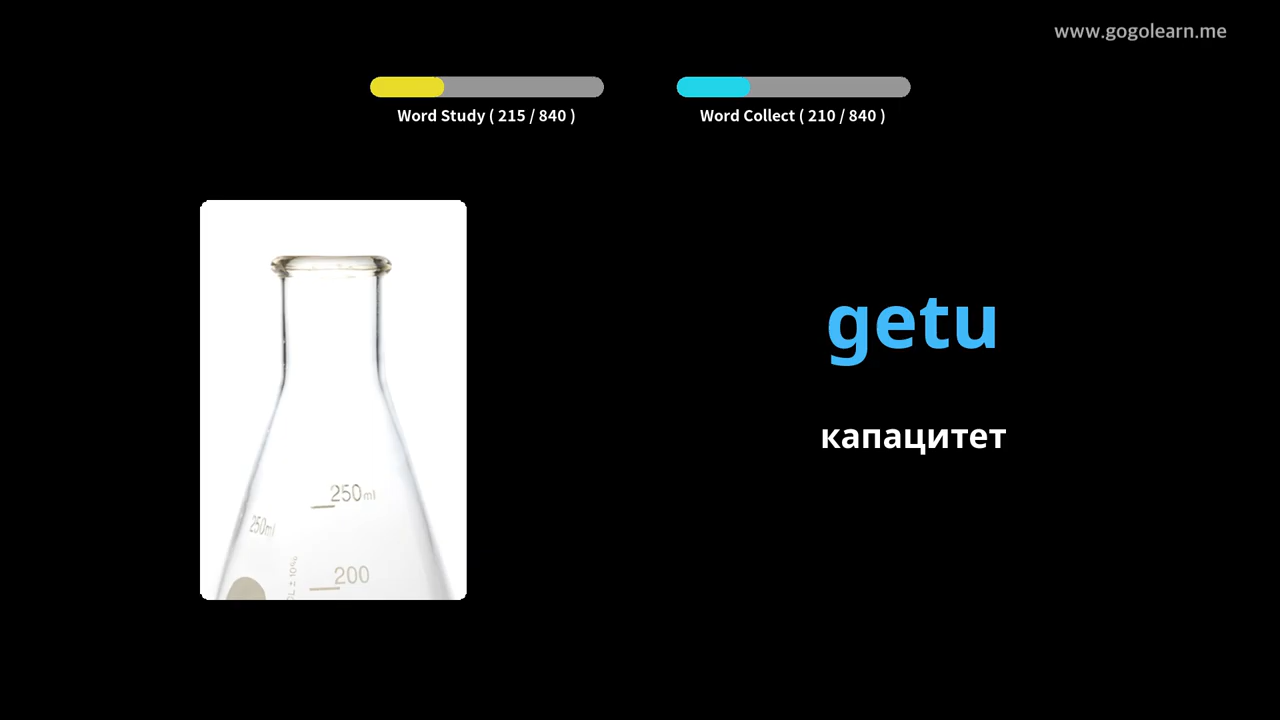 www.gogolearn.me
Word Study ( 215 / 840 )
Word Collect ( 210 / 840 )
250ml
250ml
200
getu
капацитет